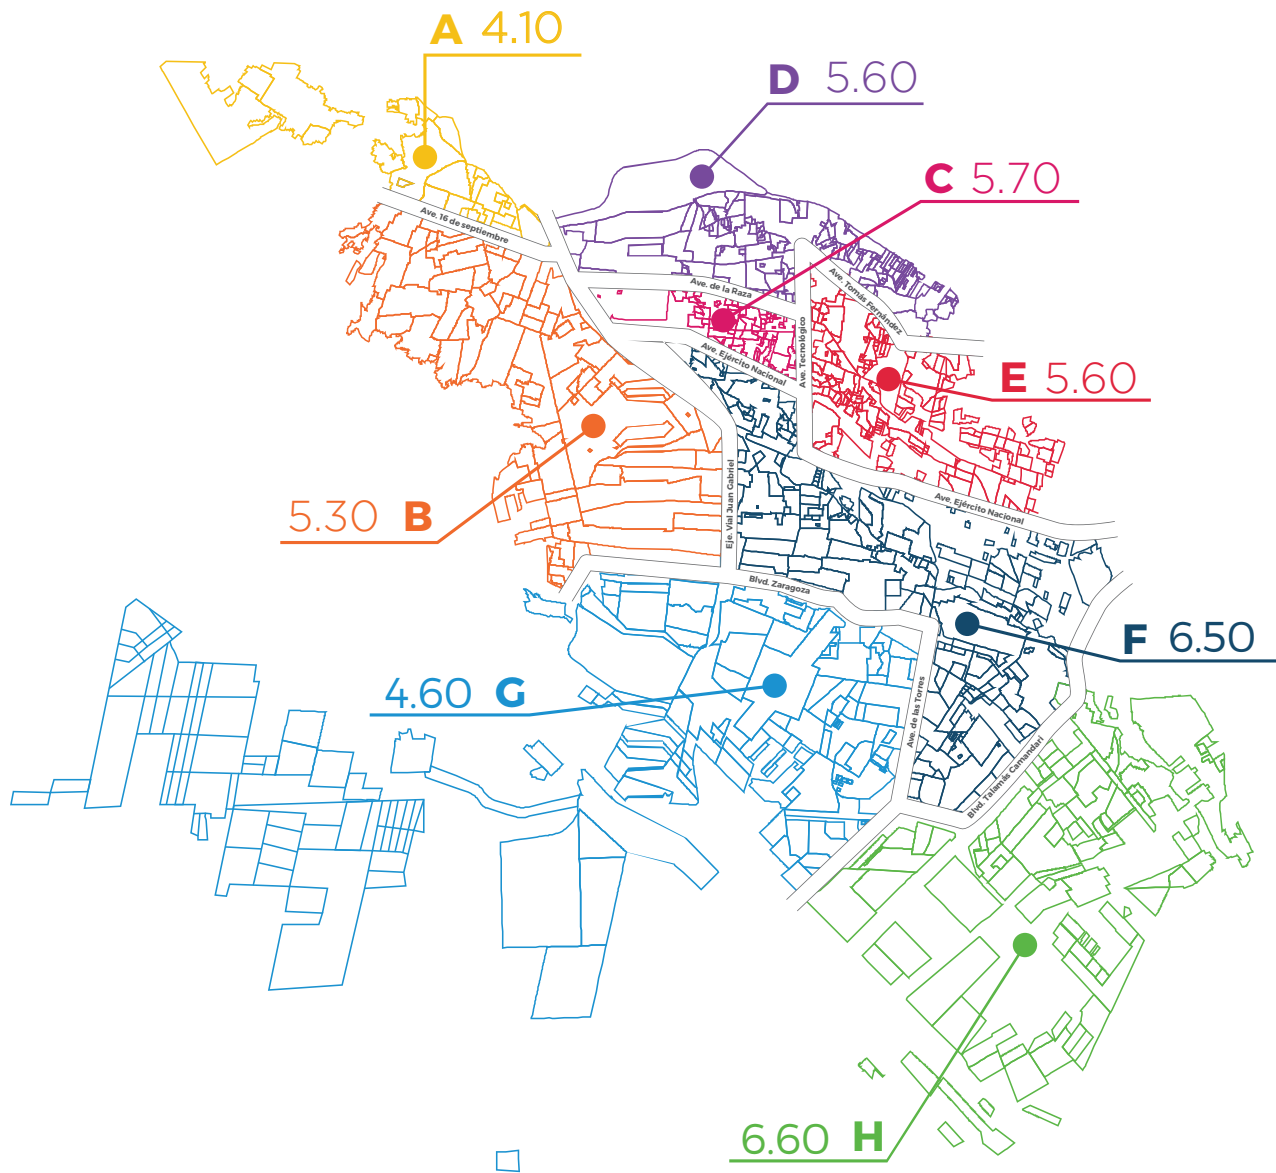 A 4.10
D 5.60
C 5.70
Ave. 16 de septiembre
Ave. de la Raza
Ave. Tomás Fernández
Ave. Tecnológico
Ave. Ejército Nacional
E 5.60
5.30 B
Eje. Vial Juan Gabriel
Ave. Ejército Nacional
Blvd. Zaragoza
F 6.50
4.60 G
Ave. de las Torres
Blvd. Talamás Camandari
6.60 H